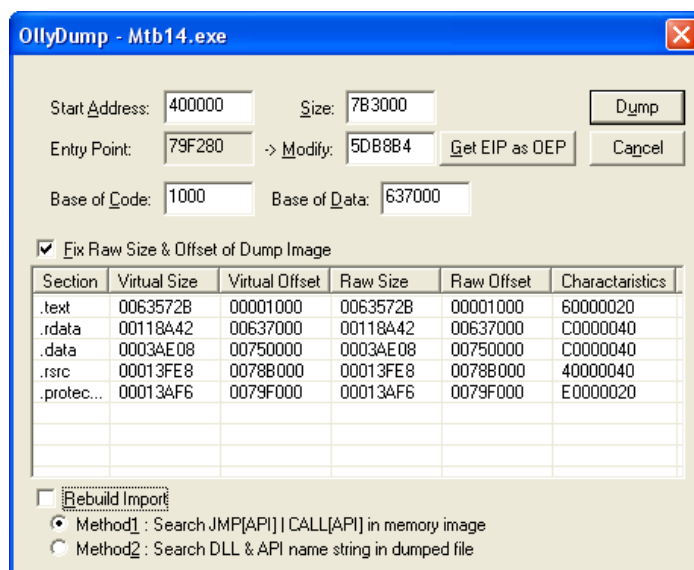 OllyDump - Mtb14.exe
Start Address: 400000 Size: 7B3000 Dump
Entry Point: 79F280 -> Modify: 5DB8B4 Get EIP as OEP Cancel
Base of Code: 1000 Base of Data: 637000
Fix Raw Size & Offset of Dump Image
Section Virtual Size Virtual Offset Raw Size Raw Offset Charactaristics
.text 0063572B 00001000 0063572B 00001000 60000020
.rdata 00118A42 00637000 00118A42 00637000 C0000040
.data 0003AE08 00750000 0003AE08 00750000 C0000040
.rsrc 00013FE8 0078B000 00013FE8 0078B000 40000040
.protec... 00013AF6 0079F000 00013AF6 0079F000 E0000020
Rebuild Import
Method1 : Search JMP[API] | CALL[API] in memory image
Method2 : Search DLL & API name string in dumped file